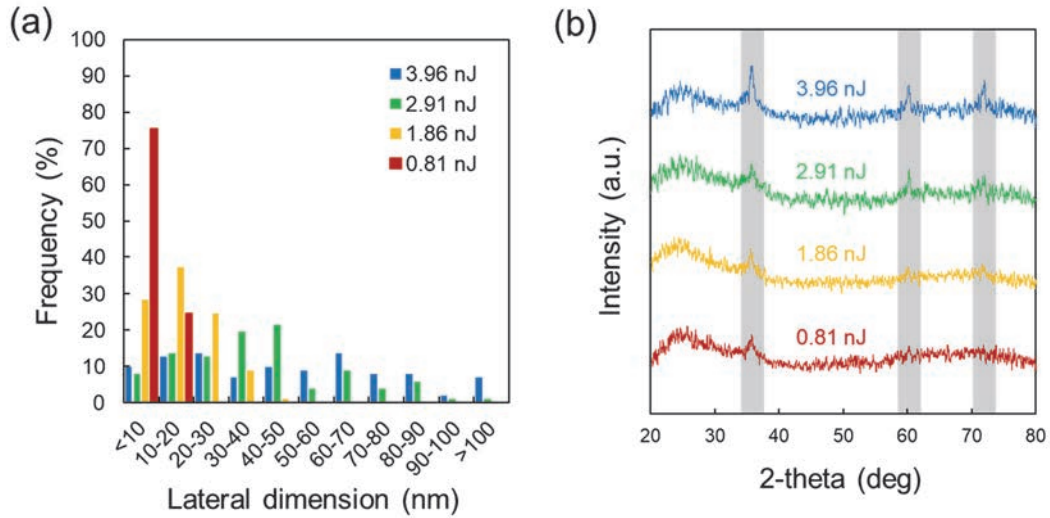 (a)
100
90
80
70
60
50
40
30
20
10
0
Frequency (%)
3.96 nJ
2.91 nJ
1.86 nJ
0.81 nJ
<10
10-20
20-30
30-40
40-50
50-60
60-70
70-80
80-90
90-100
>100
Lateral dimension (nm)
(b)
Intensity (a.u.)
3.96 nJ
2.91 nJ
1.86 nJ
0.81 nJ
20 30 40 50 60 70 80
2-theta (deg)